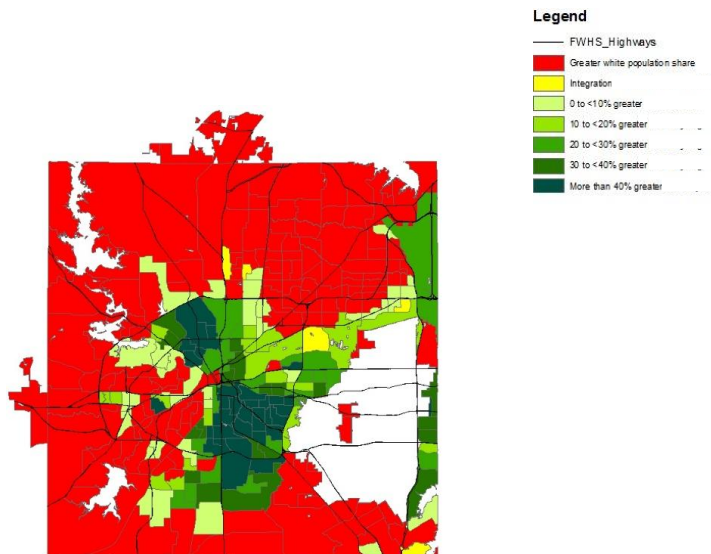 Legend
FWHS_Highways
Greater white population share
Integration
0 to <10% greater
10 to <20% greater
20 to <30% greater
30 to <40% greater
More than 40% greater